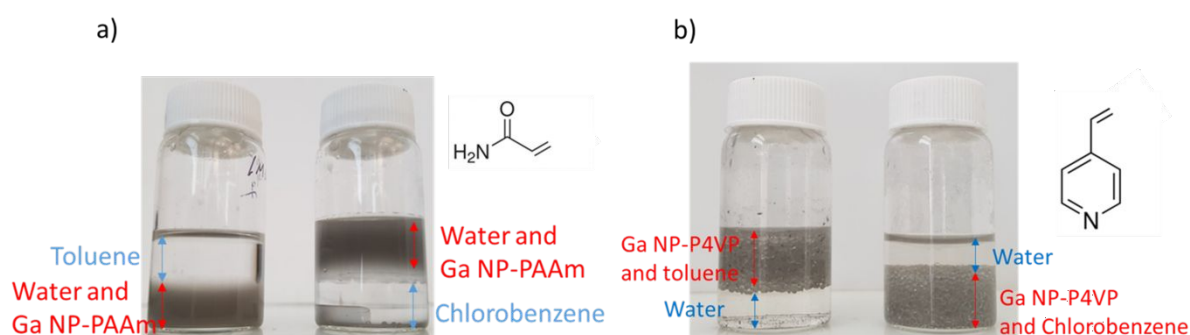 a)
H₂N
O
Toluene
Water and
Ga NP-PAAm
Water and
Ga NP-PAAm
Chlorobenzene
b)
N
Ga NP-P4VP
and toluene
Water
Water
Ga NP-P4VP
and Chlorobenzene